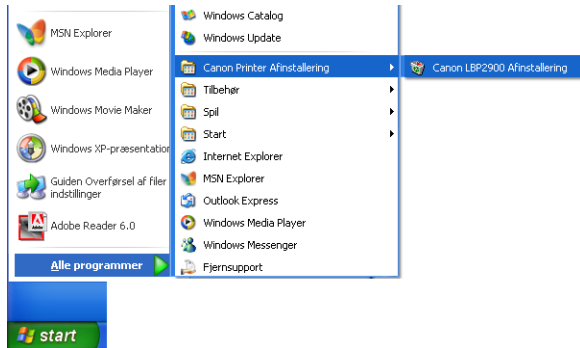 MSN Explorer
Windows Media Player
Windows Movie Maker
Windows XP-præsentation
Guiden Overførsel af filer
indstillinger
Adobe Reader 6.0
Alle programmer
start
Windows Catalog
Windows Update
Canon Printer Afinstallering
Tilbehør
Spil
Start
Internet Explorer
MSN Explorer
Outlook Express
Windows Media Player
Windows Messenger
Fjernsupport
Canon LBP2900 Afinstallering